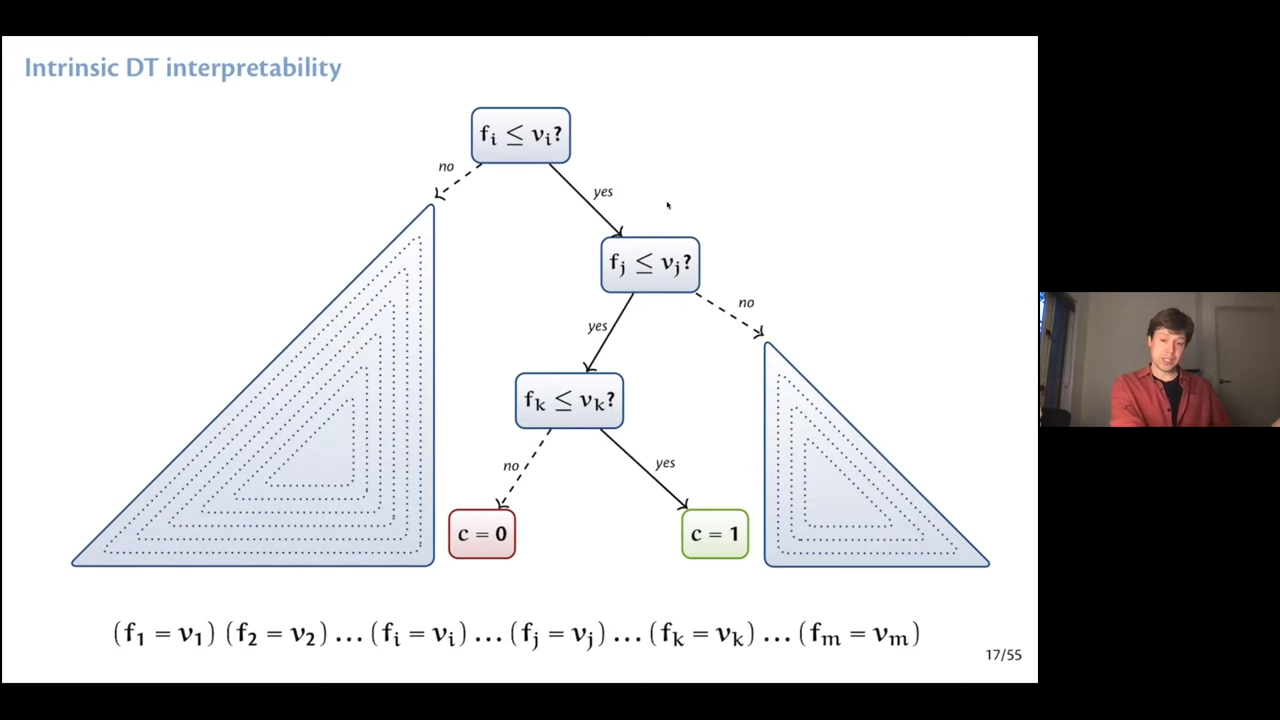 Intrinsic DT interpretability
fᵢ ≤ vᵢ?
no
yes
fⱼ ≤ vⱼ?
no
yes
fₖ ≤ vₖ?
no
yes
c = 0
c = 1
(f₁ = v₁) (f₂ = v₂) … (fᵢ = vᵢ) … (fⱼ = vⱼ) … (fₖ = vₖ) … (fₘ = vₘ)
17/55